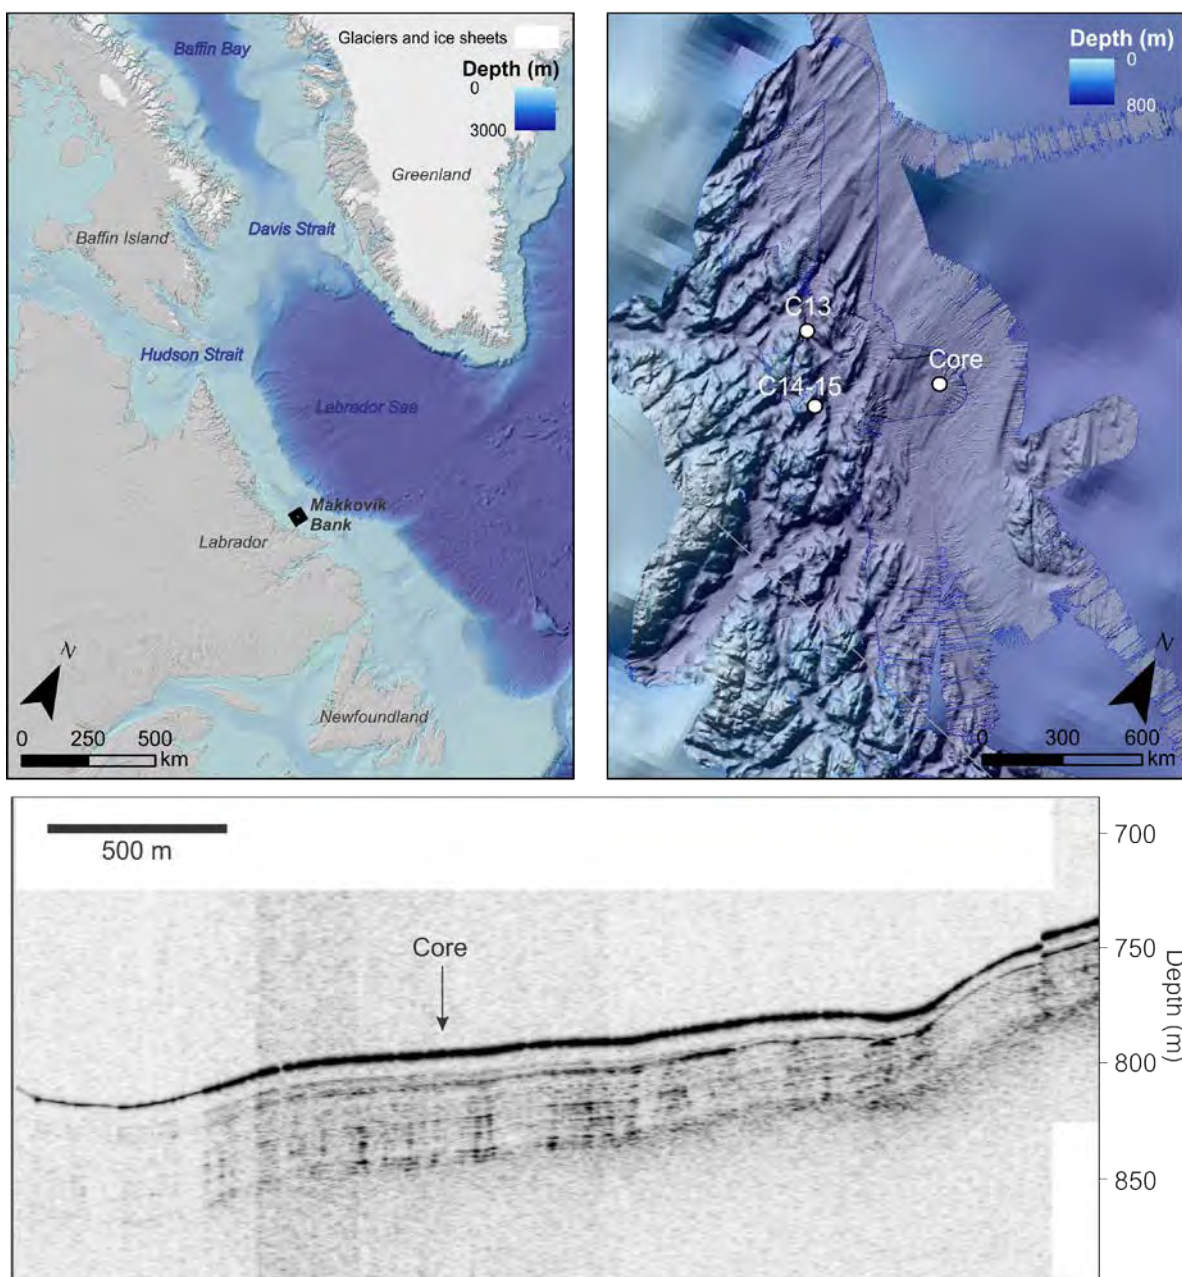 Baffin Bay
Glaciers and ice sheets
Depth (m)
0
3000
Greenland
Davis Strait
Baffin Island
Hudson Strait
Labrador Sea
Makkovik
Bank
Labrador
N
Newfoundland
0 250 500
km
Depth (m)
0
800
C13
Core
C14-15
N
0 300 600
km
500 m
Core
700
750
800
850
Depth (m)